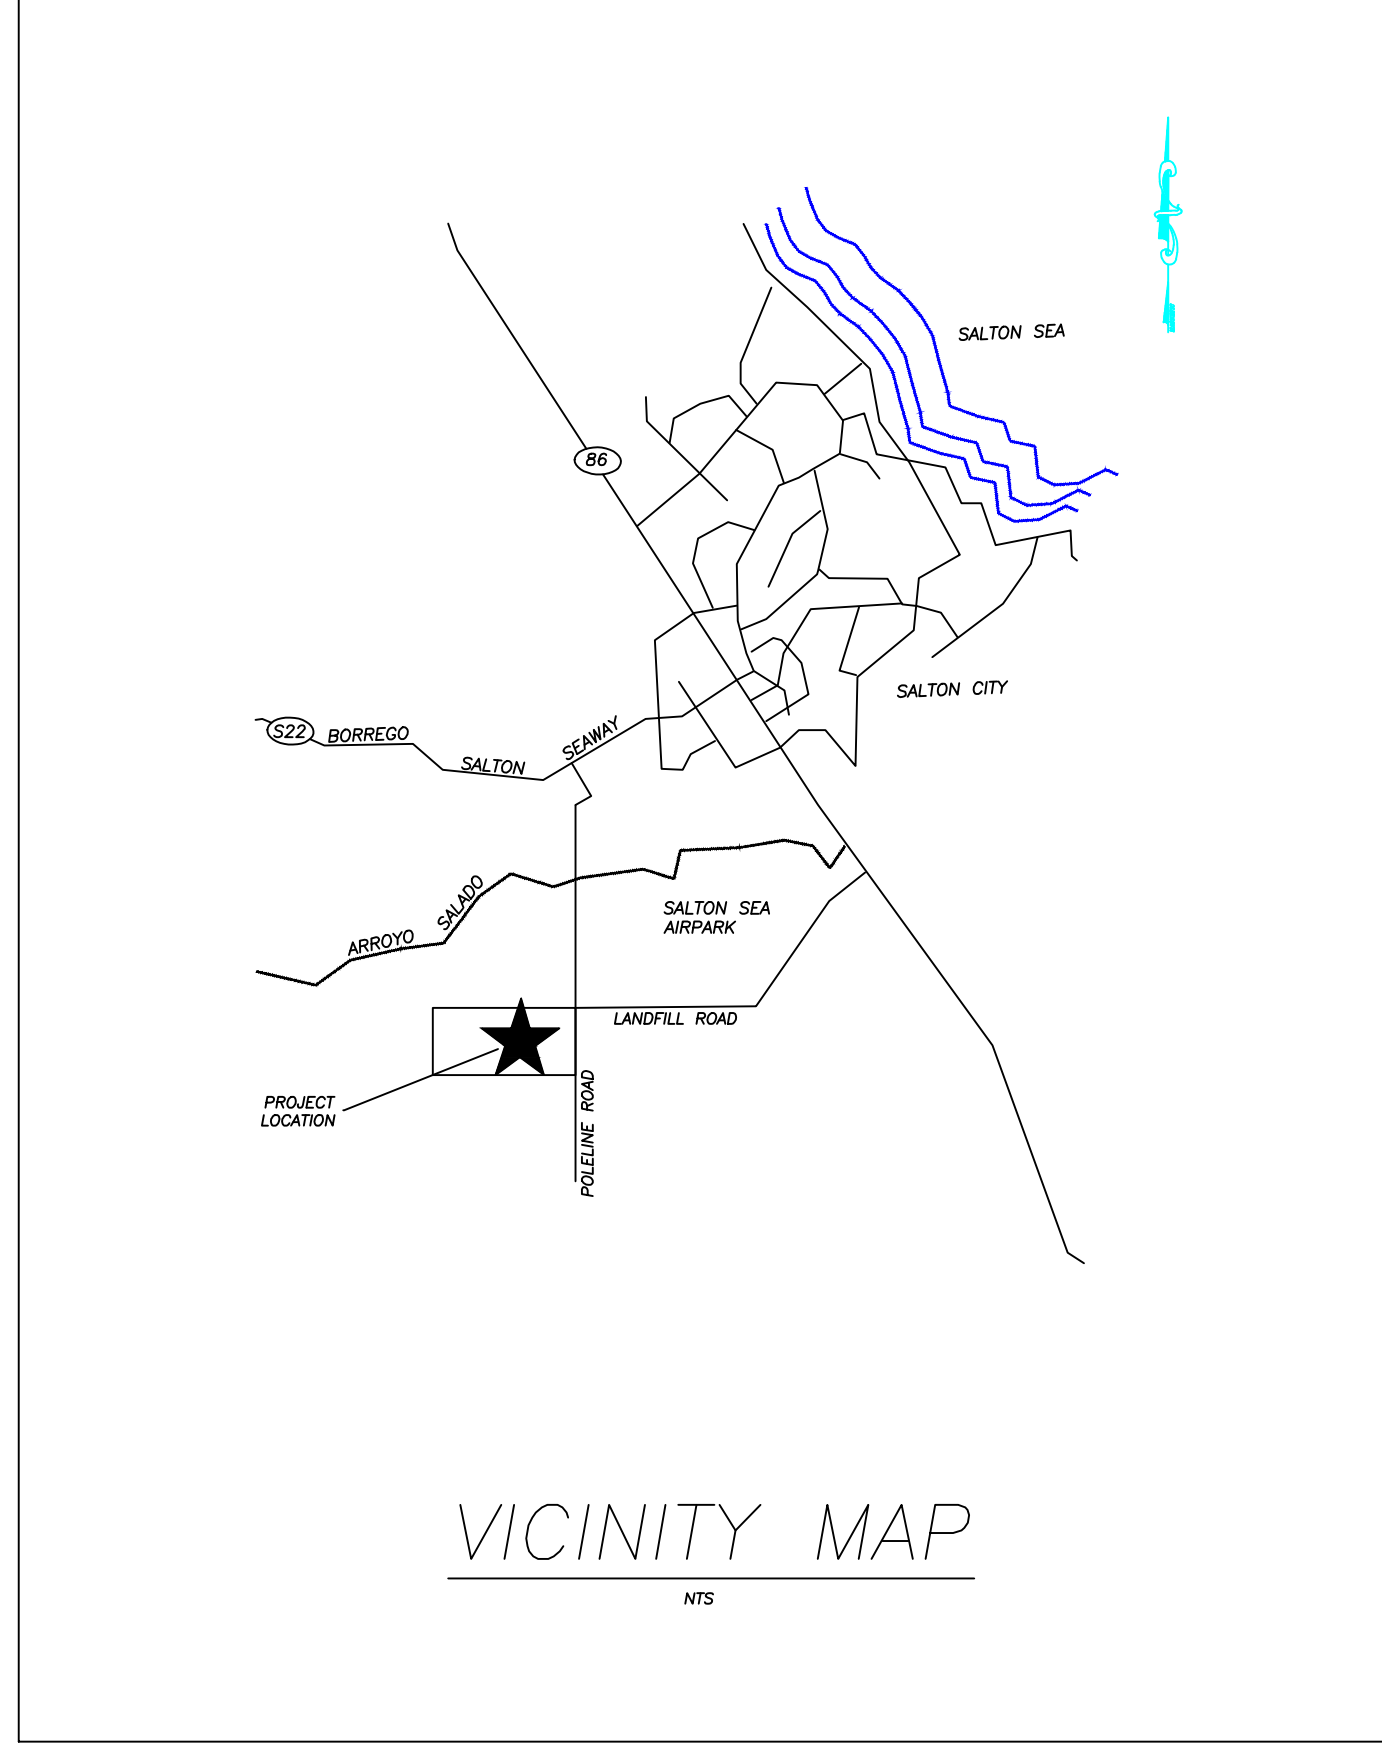 SALTON SEA
86
SALTON CITY
S22
BORREGO
SALTON
SEAWAY
SALTON SEA
AIRPARK
ARROYO
SALADO
LANDFILL ROAD
PROJECT
LOCATION
POLELINE ROAD
VICINITY MAP
NTS